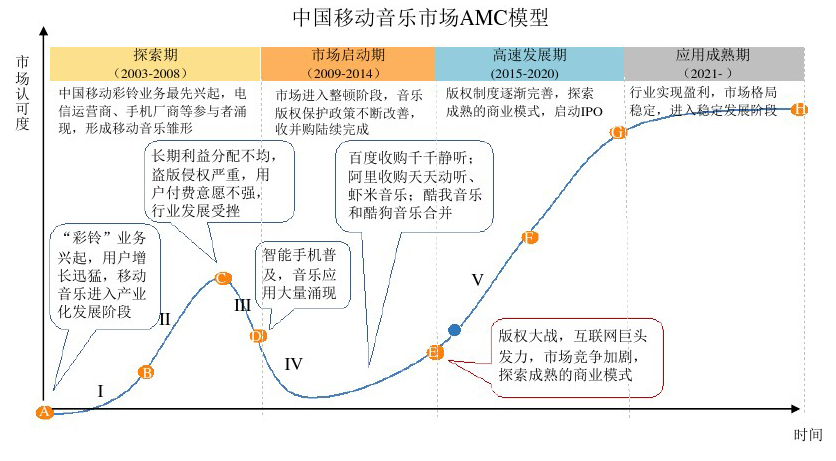 中国移动音乐市场AMC模型
市场认可度
探索期
（2003-2008）
市场启动期
（2009-2014）
高速发展期
（2015-2020）
应用成熟期
（2021- ）
中国移动彩铃业务最先兴起，电
信运营商、手机厂商等参与者涌
现，形成移动音乐雏形
市场进入整顿阶段，音乐
版权保护政策不断改善，
收并购陆续完成
版权制度逐渐完善，探索
成熟的商业模式，启动IPO
行业实现盈利，市场格局
稳定，进入稳定发展阶段
长期利益分配不均，
盗版侵权严重，用
户付费意愿不强，
行业发展受挫
百度收购千千静听；
阿里收购天天动听、
虾米音乐；酷我音乐
和酷狗音乐合并
“彩铃”业务
兴起，用户增
长迅猛，移动
音乐进入产业
化发展阶段
智能手机普
及，音乐应
用大量涌现
版权大战，互联网巨头
发力，市场竞争加剧，
探索成熟的商业模式
A
I
B
II
C
III
D
IV
E
V
F
G
H
时间